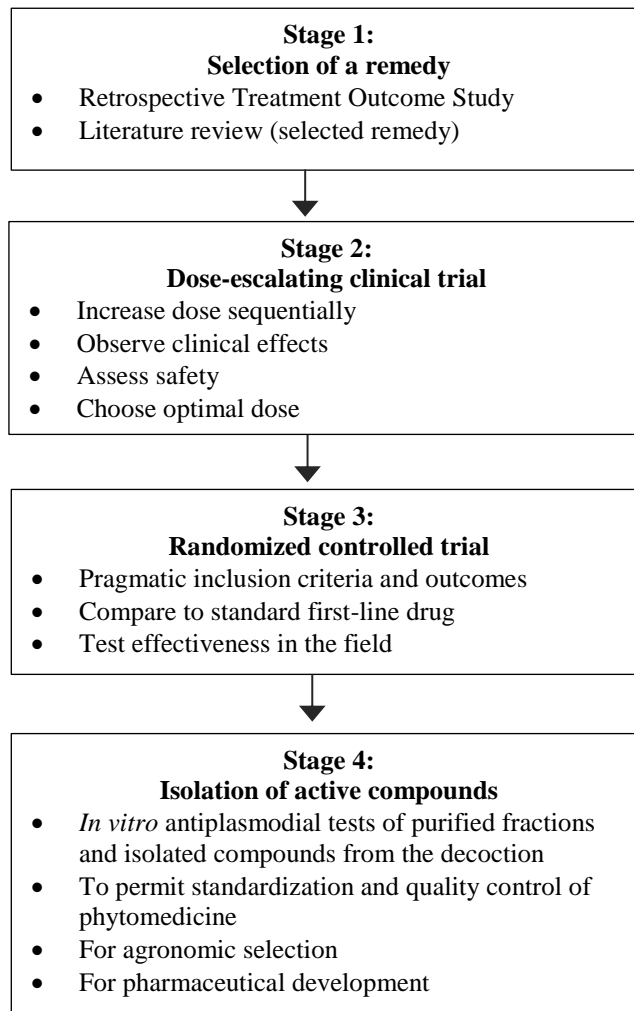 Stage 1:
Selection of a remedy
• Retrospective Treatment Outcome Study
• Literature review (selected remedy)
Stage 2:
Dose-escalating clinical trial
• Increase dose sequentially
• Observe clinical effects
• Assess safety
• Choose optimal dose
Stage 3:
Randomized controlled trial
• Pragmatic inclusion criteria and outcomes
• Compare to standard first-line drug
• Test effectiveness in the field
Stage 4:
Isolation of active compounds
• In vitro antiplasmodial tests of purified fractions
and isolated compounds from the decoction
• To permit standardization and quality control of
phytomedicine
• For agronomic selection
• For pharmaceutical development